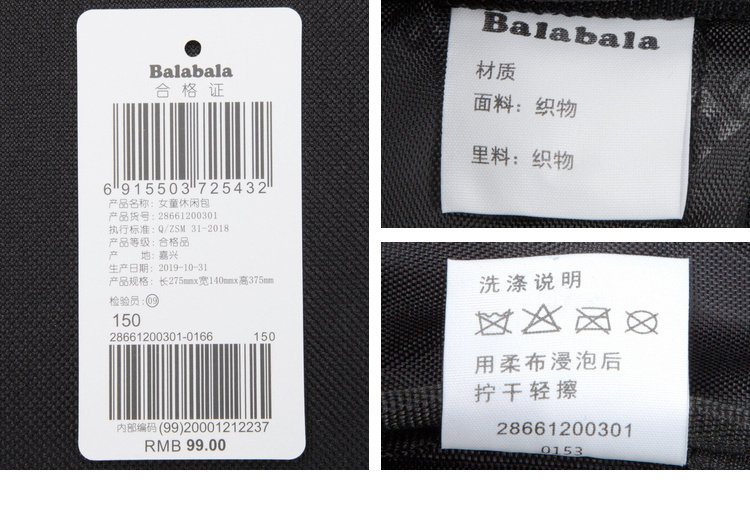 Balabala
合格证
6 915503 725432
产品名称: 女童休闲包
产品货号: 28661200301
执行标准: Q/ZSM 31-2018
产品等级: 合格品
产 地: 嘉兴
生产日期: 2019-10-31
产品规格: 长275mmx宽140mmx高375mm
检验员: 09
150
28661200301-0166 150
内部编码 (99)20001212237
RMB 99.00
Balabala
材质
面料: 织物
里料: 织物
洗涤说明
用柔布浸泡后
拧干轻擦
28661200301
0153